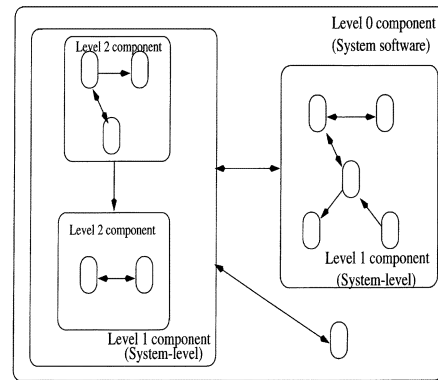 Level 0 component
(System software)
Level 2 component
Level 2 component
Level 1 component
(System-level)
Level 1 component
(System-level)